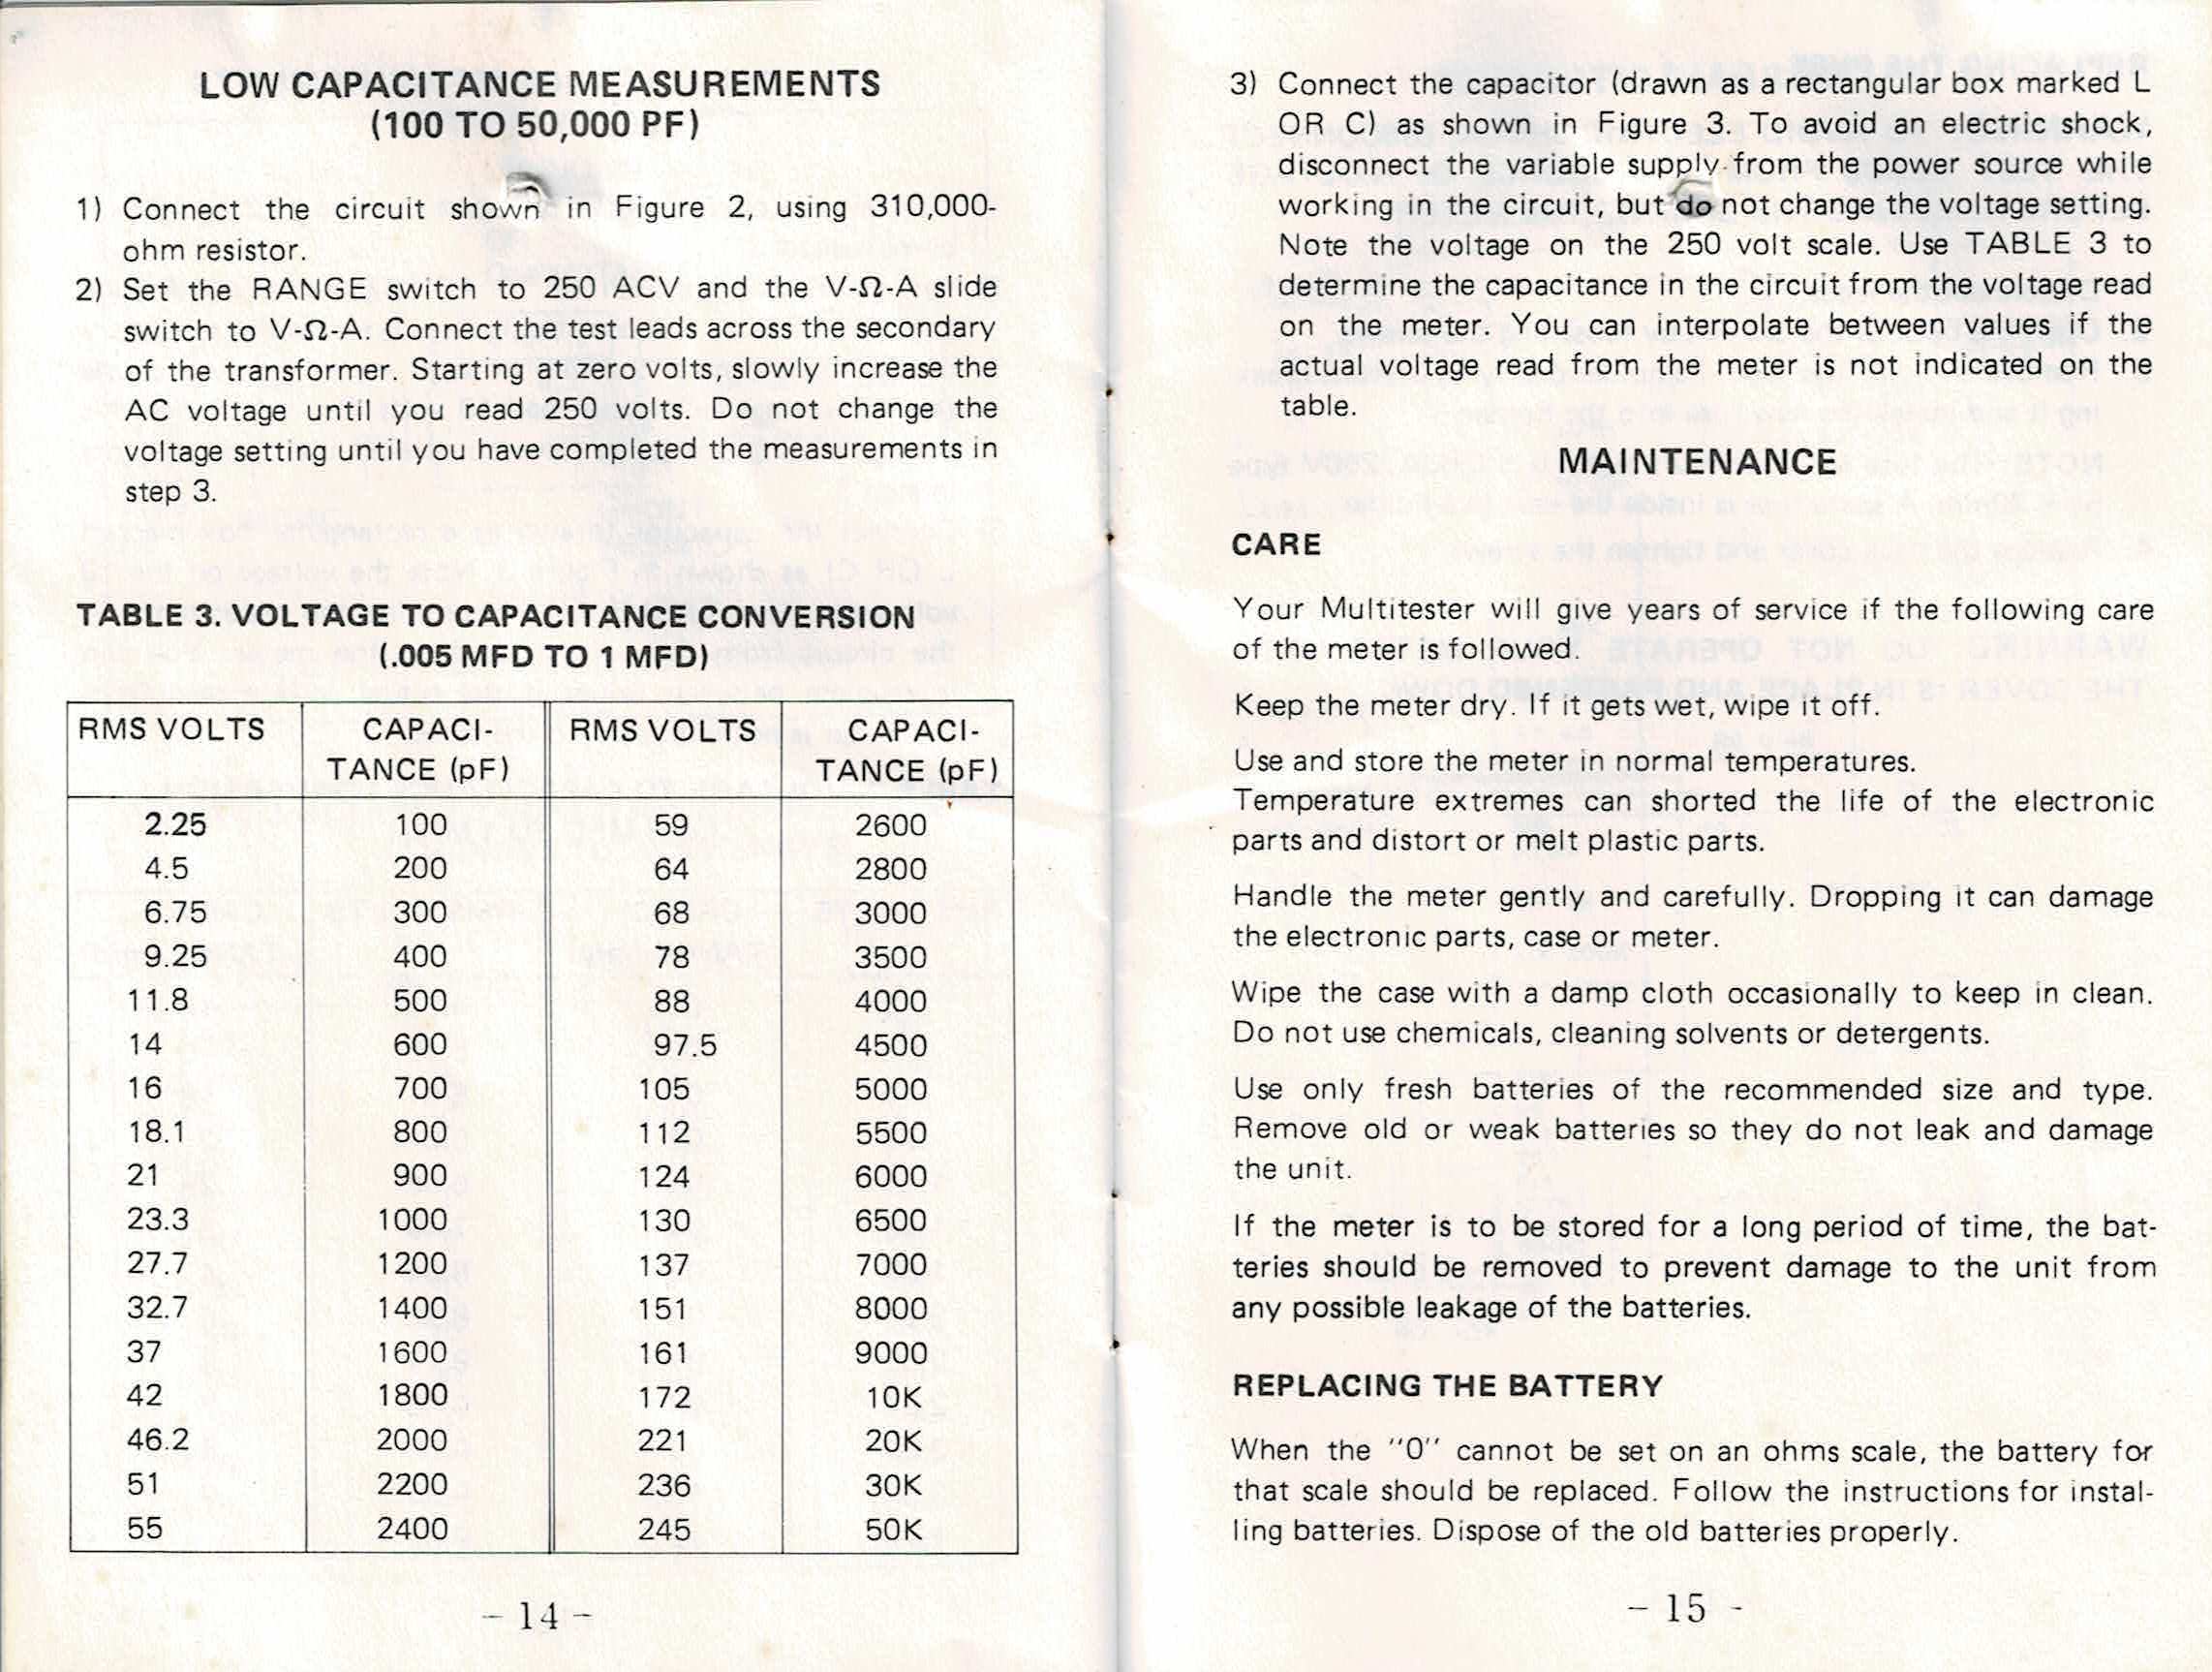 LOW CAPACITANCE MEASUREMENTS
(100 TO 50,000 PF)
1) Connect the circuit shown in Figure 2, using 310,000-
ohm resistor.
2) Set the RANGE switch to 250 ACV and the V-Ω-A slide
switch to V-Ω-A. Connect the test leads across the secondary
of the transformer. Starting at zero volts, slowly increase the
AC voltage until you read 250 volts. Do not change the
voltage setting until you have completed the measurements in
step 3.
TABLE 3. VOLTAGE TO CAPACITANCE CONVERSION
(.005 MFD TO 1 MFD)
RMS VOLTS CAPACI- RMS VOLTS CAPACI-
TANCE (pF) TANCE (pF)
2.25 100 59 2600
4.5 200 64 2800
6.75 300 68 3000
9.25 400 78 3500
11.8 500 88 4000
14 600 97.5 4500
16 700 105 5000
18.1 800 112 5500
21 900 124 6000
23.3 1000 130 6500
27.7 1200 137 7000
32.7 1400 151 8000
37 1600 161 9000
42 1800 172 10K
46.2 2000 221 20K
51 2200 236 30K
55 2400 245 50K
- 14 -
3) Connect the capacitor (drawn as a rectangular box marked L
OR C) as shown in Figure 3. To avoid an electric shock,
disconnect the variable supply from the power source while
working in the circuit, but do not change the voltage setting.
Note the voltage on the 250 volt scale. Use TABLE 3 to
determine the capacitance in the circuit from the voltage read
on the meter. You can interpolate between values if the
actual voltage read from the meter is not indicated on the
table.
MAINTENANCE
CARE
Your Multitester will give years of service if the following care
of the meter is followed.
Keep the meter dry. If it gets wet, wipe it off.
Use and store the meter in normal temperatures.
Temperature extremes can shorted the life of the electronic
parts and distort or melt plastic parts.
Handle the meter gently and carefully. Dropping it can damage
the electronic parts, case or meter.
Wipe the case with a damp cloth occasionally to keep in clean.
Do not use chemicals, cleaning solvents or detergents.
Use only fresh batteries of the recommended size and type.
Remove old or weak batteries so they do not leak and damage
the unit.
If the meter is to be stored for a long period of time, the bat-
teries should be removed to prevent damage to the unit from
any possible leakage of the batteries.
REPLACING THE BATTERY
When the ''0'' cannot be set on an ohms scale, the battery for
that scale should be replaced. Follow the instructions for instal-
ling batteries. Dispose of the old batteries properly.
- 15 -